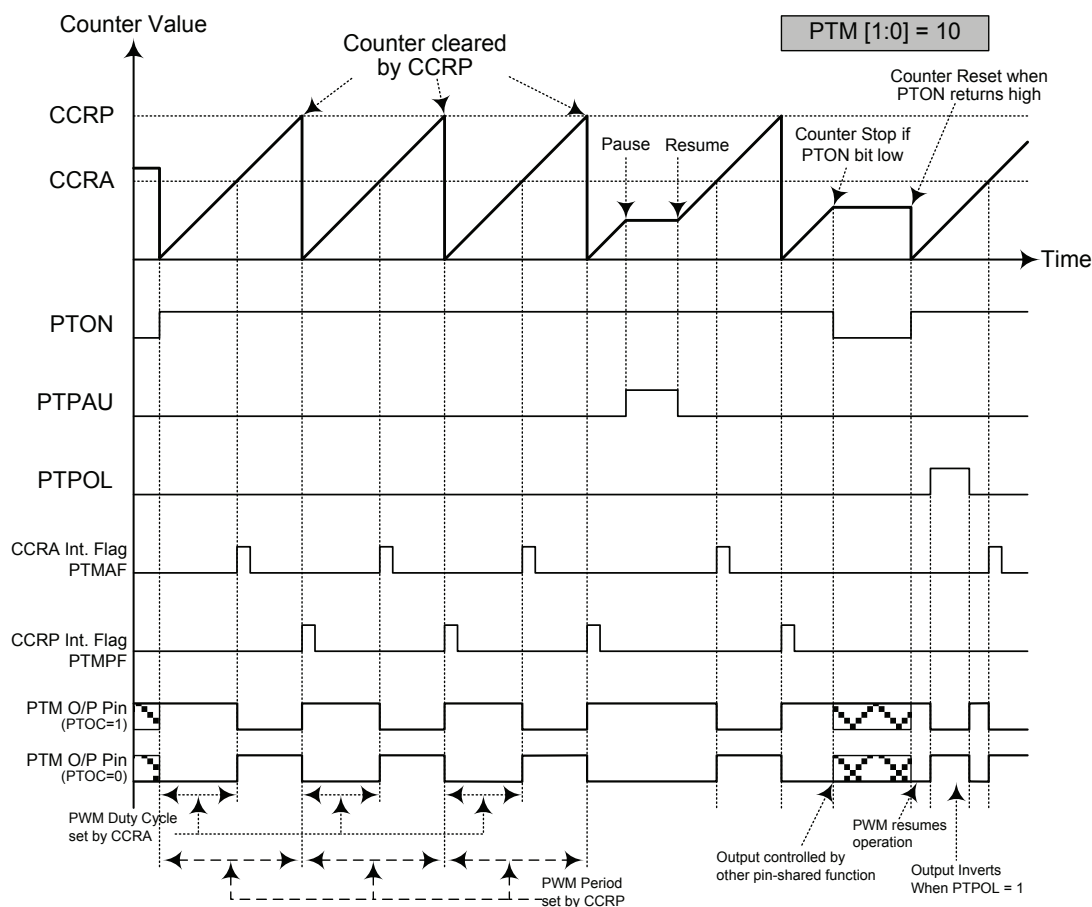 Counter Value
PTM [1:0] = 10
Counter cleared
by CCRP
Counter Reset when
PTON returns high
CCRP
Pause
Resume
Counter Stop if
PTON bit low
CCRA
Time
PTON
PTPAU
PTPOL
CCRA Int. Flag
PTMAF
CCRP Int. Flag
PTMPF
PTM O/P Pin
(PTOC=1)
PTM O/P Pin
(PTOC=0)
PWM Duty Cycle
set by CCRA
PWM resumes
operation
Output controlled by
other pin-shared function
Output Inverts
When PTPOL = 1
PWM Period
set by CCRP